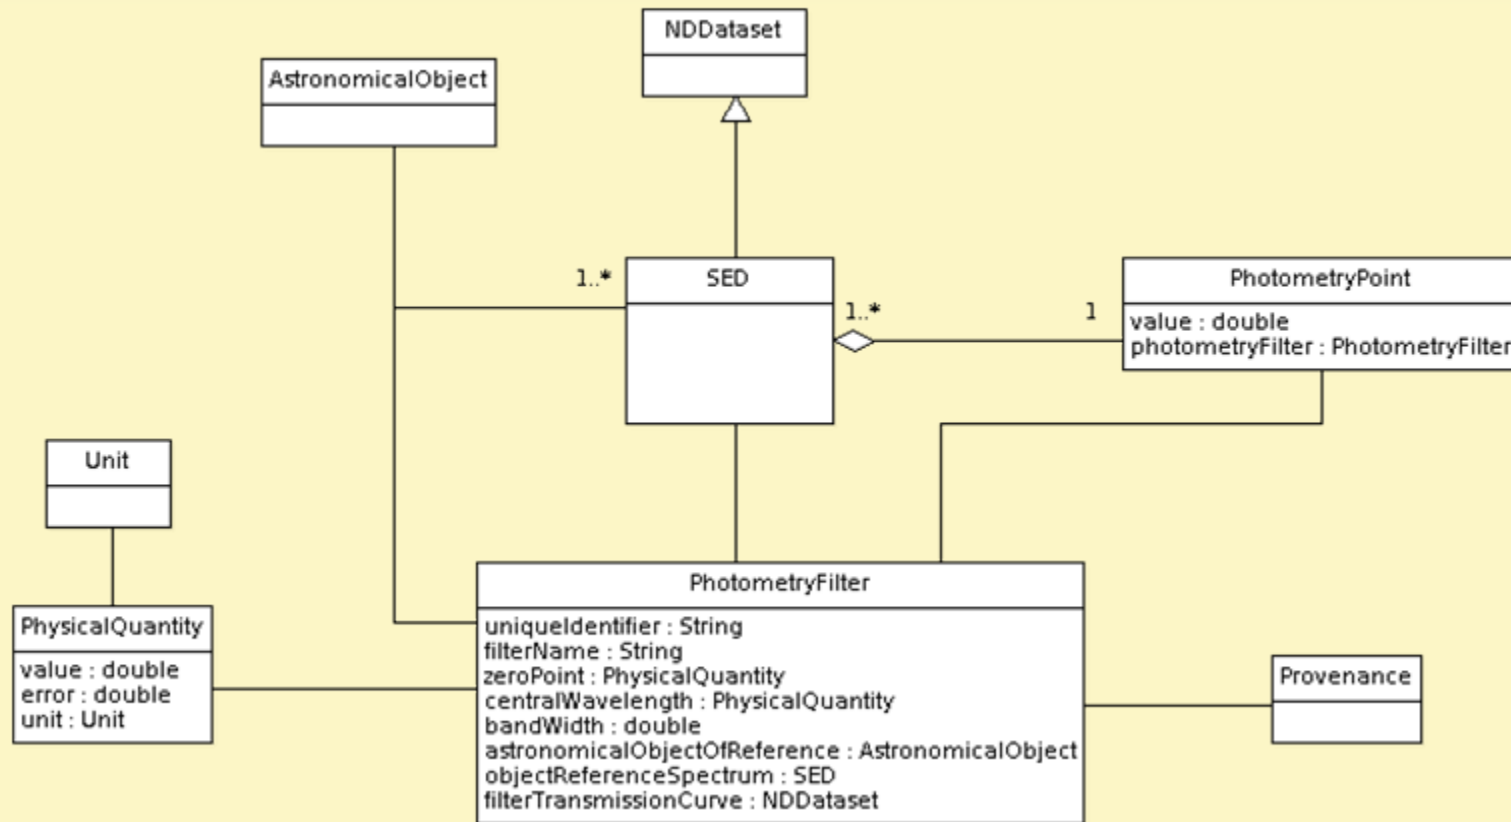 NDDataset
AstronomicalObject
1..*
SED
1..*
1
PhotometryPoint
value : double
photometryFilter : PhotometryFilter
Unit
PhysicalQuantity
value : double
error : double
unit : Unit
PhotometryFilter
uniqueIdentifier : String
filterName : String
zeroPoint : PhysicalQuantity
centralWavelength : PhysicalQuantity
bandWidth : double
astronomicalObjectOfReference : AstronomicalObject
objectReferenceSpectrum : SED
filterTransmissionCurve : NDDataset
Provenance